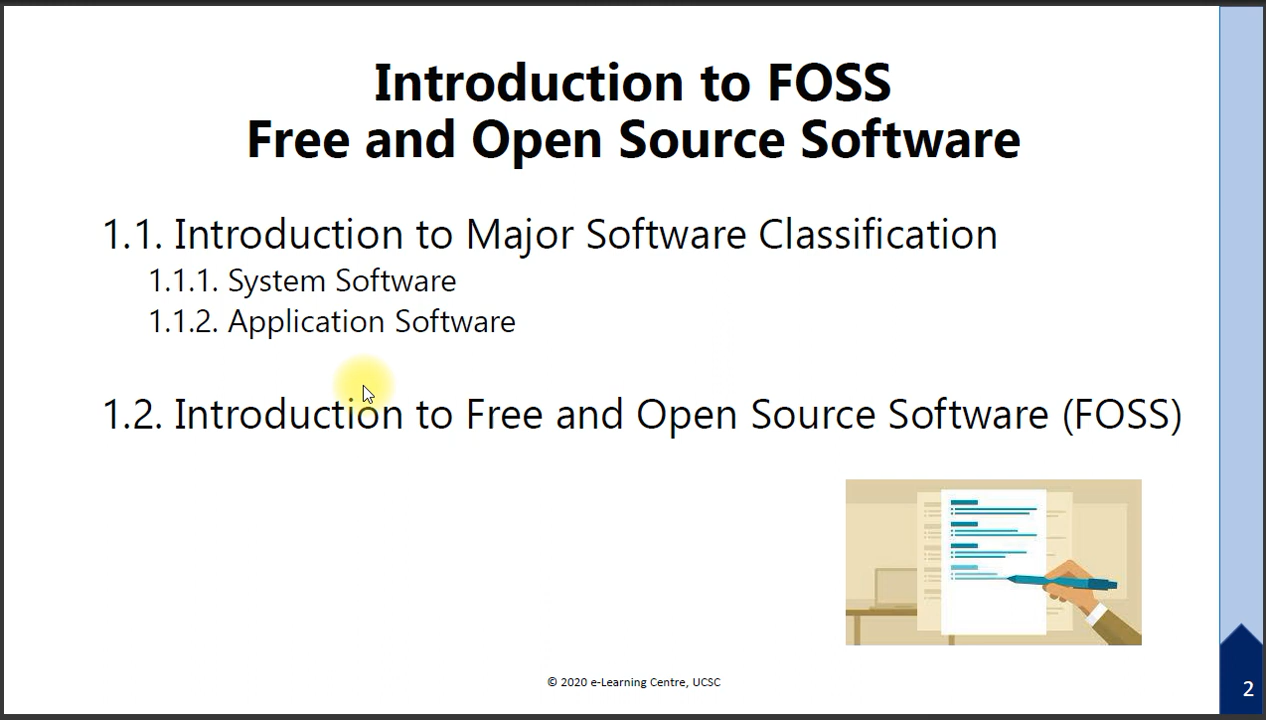 Introduction to FOSS
Free and Open Source Software
1.1. Introduction to Major Software Classification
1.1.1. System Software
1.1.2. Application Software
1.2. Introduction to Free and Open Source Software (FOSS)
© 2020 e-Learning Centre, UCSC
2